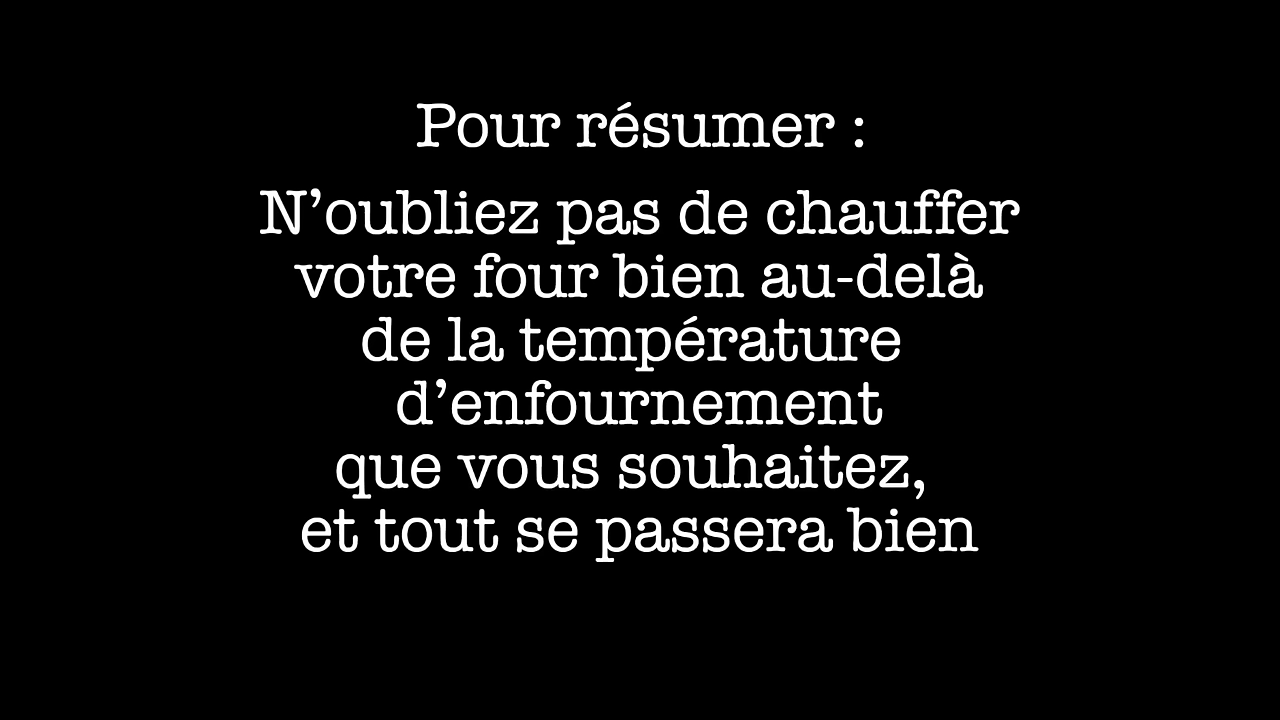 Pour résumer :
N’oubliez pas de chauffer
votre four bien au-delà
de la température
d’enfournement
que vous souhaitez,
et tout se passera bien